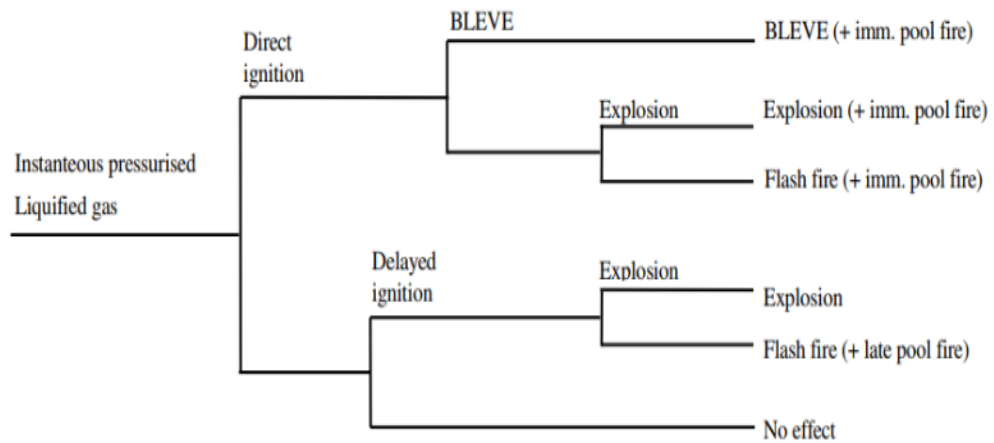 BLEVE
BLEVE (+ imm. pool fire)
Direct
ignition
Explosion
Explosion (+ imm. pool fire)
Instanteous pressurised
Liquified gas
Flash fire (+ imm. pool fire)
Delayed
ignition
Explosion
Explosion
Flash fire (+ late pool fire)
No effect